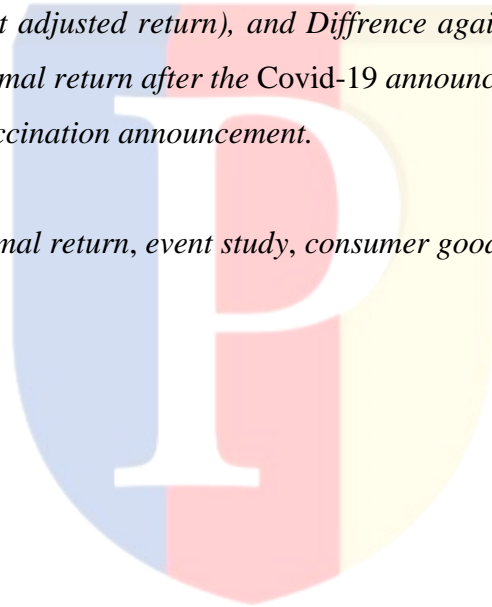 t adjusted return), and Diffrence agai
mal return after the Covid-19 announc
ccination announcement.
mal return, event study, consumer good
P